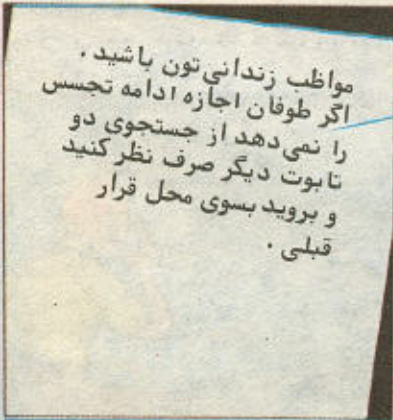 مواظب زندانی‌تون باشید.
اگر طوفان اجازه ادامه تجسس
را نمی‌دهد از جستجوی دو
تابوت دیگر صرف نظر کنید
و بروید بسوی محل قرار
قبلی.